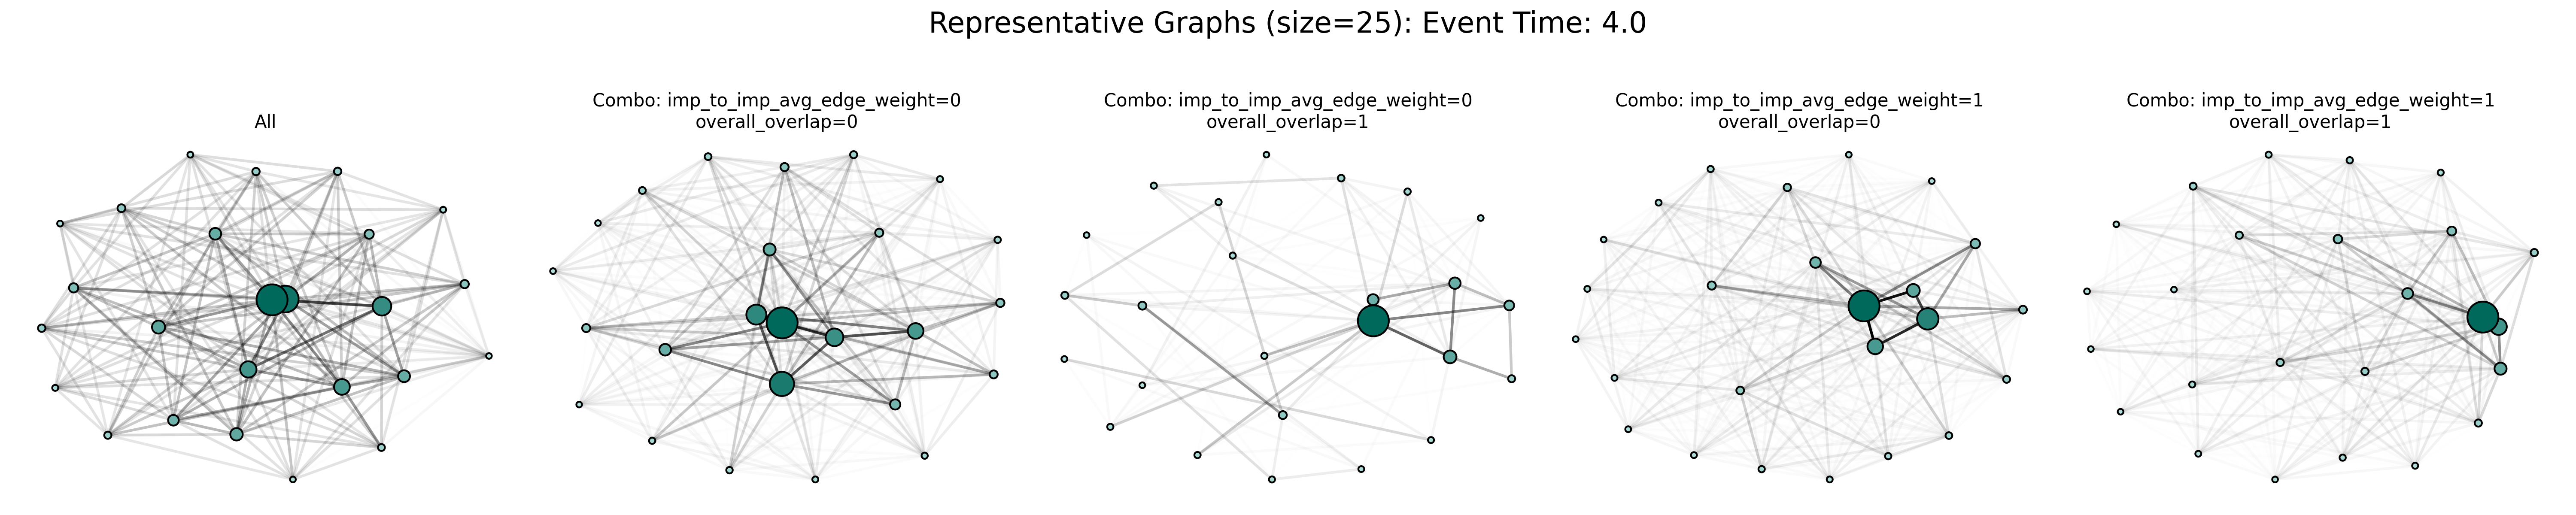 Representative Graphs (size=25): Event Time: 4.0
All
Combo: imp_to_imp_avg_edge_weight=0
overall_overlap=0
Combo: imp_to_imp_avg_edge_weight=0
overall_overlap=1
Combo: imp_to_imp_avg_edge_weight=1
overall_overlap=0
Combo: imp_to_imp_avg_edge_weight=1
overall_overlap=1